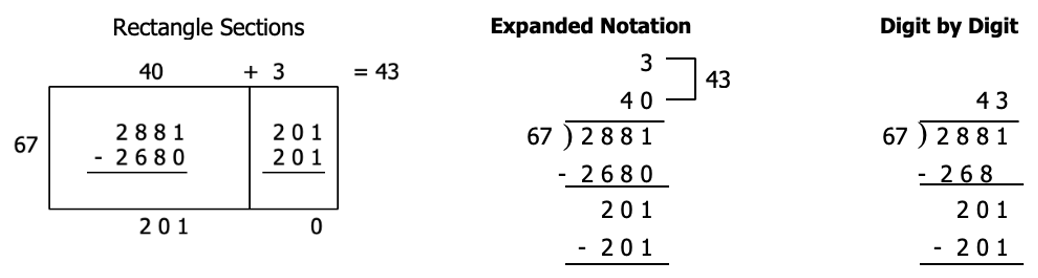 Rectangle Sections
40 + 3 = 43
67
2881 201
- 2680 201
201 0
Expanded Notation
3
43
40
67 ) 2881
- 2680
201
- 201
Digit by Digit
43
67 ) 2881
- 268
201
- 201